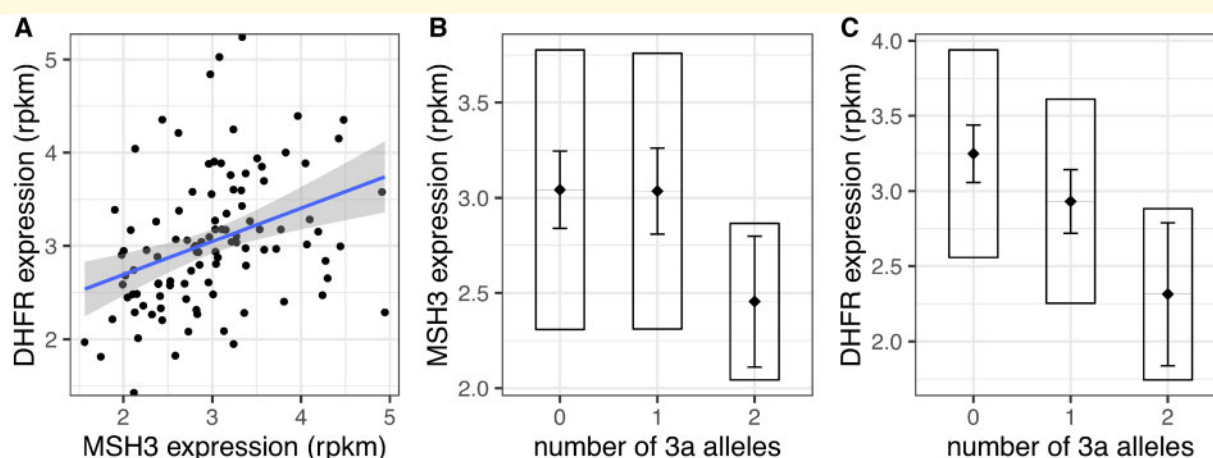 A
DHFR expression (rpkm)
5
4
3
2
2 3 4 5
MSH3 expression (rpkm)
B
MSH3 expression (rpkm)
3.5
3.0
2.5
2.0
0 1 2
number of 3a alleles
C
DHFR expression (rpkm)
4.0
3.5
3.0
2.5
2.0
0 1 2
number of 3a alleles